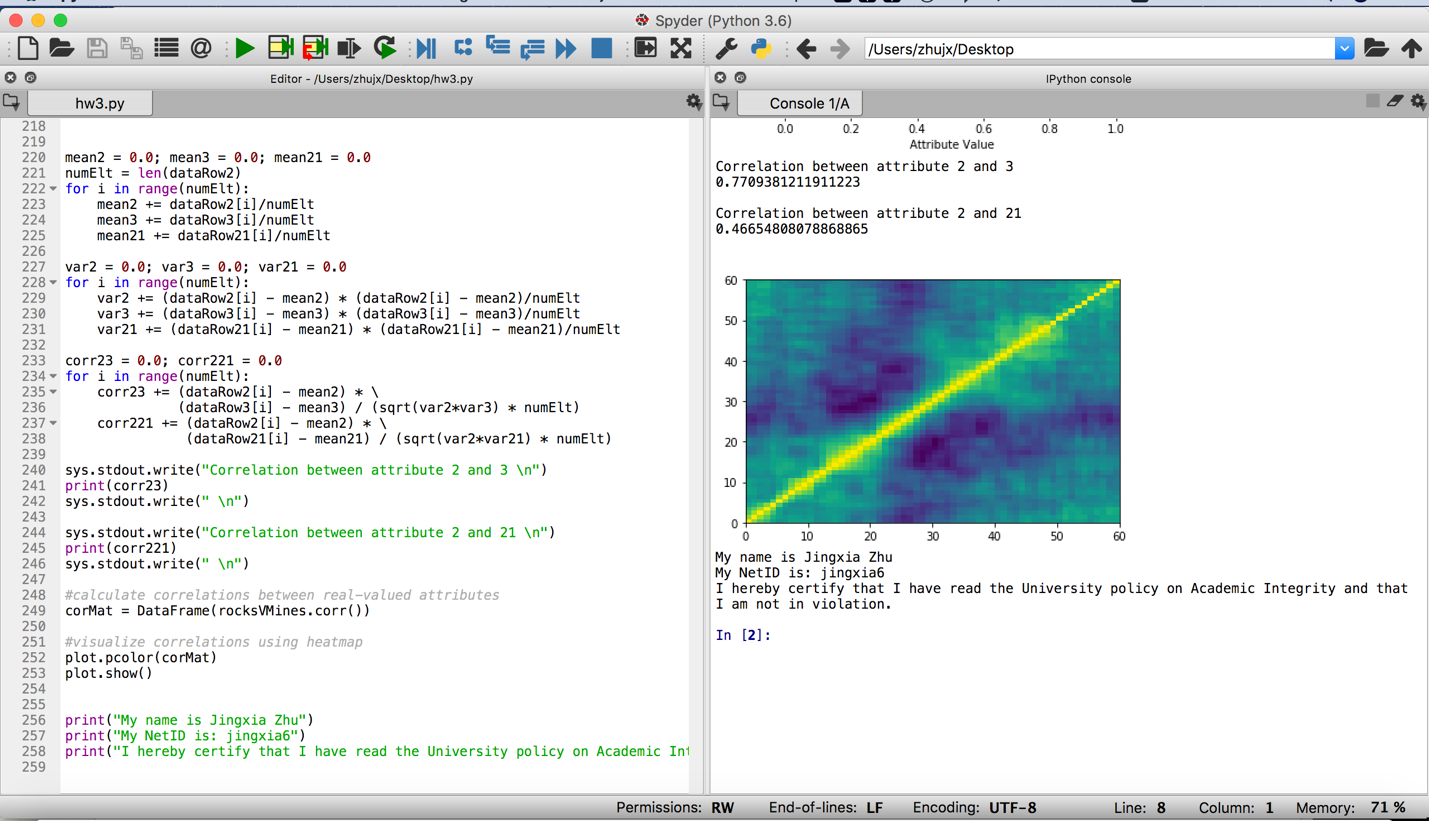 Spyder (Python 3.6)
/Users/zhujx/Desktop
Editor - /Users/zhujx/Desktop/hw3.py
hw3.py
218
219
220 mean2 = 0.0; mean3 = 0.0; mean21 = 0.0
221 numElt = len(dataRow2)
222 for i in range(numElt):
223     mean2 += dataRow2[i]/numElt
224     mean3 += dataRow3[i]/numElt
225     mean21 += dataRow21[i]/numElt
226
227 var2 = 0.0; var3 = 0.0; var21 = 0.0
228 for i in range(numElt):
229     var2 += (dataRow2[i] - mean2) * (dataRow2[i] - mean2)/numElt
230     var3 += (dataRow3[i] - mean3) * (dataRow3[i] - mean3)/numElt
231     var21 += (dataRow21[i] - mean21) * (dataRow21[i] - mean21)/numElt
232
233 corr23 = 0.0; corr221 = 0.0
234 for i in range(numElt):
235     corr23 += (dataRow2[i] - mean2) * \
236               (dataRow3[i] - mean3) / (sqrt(var2*var3) * numElt)
237     corr221 += (dataRow2[i] - mean2) * \
238                (dataRow21[i] - mean21) / (sqrt(var2*var21) * numElt)
239
240 sys.stdout.write("Correlation between attribute 2 and 3 \n")
241 print(corr23)
242 sys.stdout.write(" \n")
243
244 sys.stdout.write("Correlation between attribute 2 and 21 \n")
245 print(corr221)
246 sys.stdout.write(" \n")
247
248 #calculate correlations between real-valued attributes
249 corMat = DataFrame(rocksVMines.corr())
250
251 #visualize correlations using heatmap
252 plot.pcolor(corMat)
253 plot.show()
254
255
256 print("My name is Jingxia Zhu")
257 print("My NetID is: jingxia6")
258 print("I hereby certify that I have read the University policy on Academic Int
259
IPython console
Console 1/A
0.0 0.2 0.4 0.6 0.8 1.0
Attribute Value
Correlation between attribute 2 and 3
0.7709381211911223
Correlation between attribute 2 and 21
0.46654808078868865
60
50
40
30
20
10
0
0 10 20 30 40 50 60
My name is Jingxia Zhu
My NetID is: jingxia6
I hereby certify that I have read the University policy on Academic Integrity and that
I am not in violation.
In [2]:
Permissions: RW End-of-lines: LF Encoding: UTF-8 Line: 8 Column: 1 Memory: 71 %